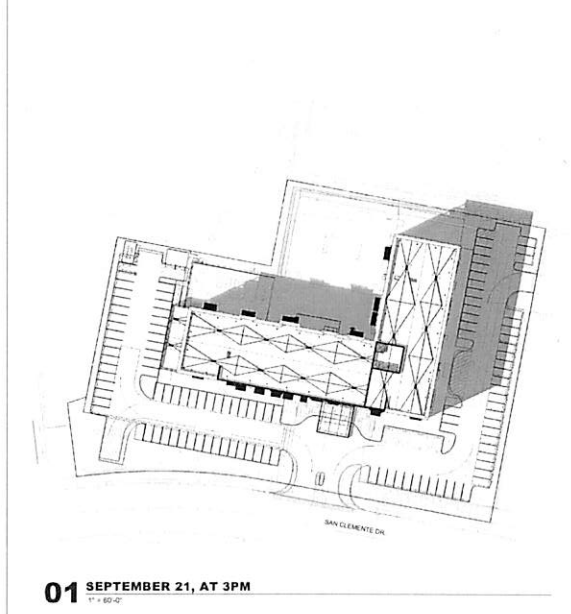 SAN CLEMENTE DR.
01 SEPTEMBER 21, AT 3PM
1" = 60'-0"